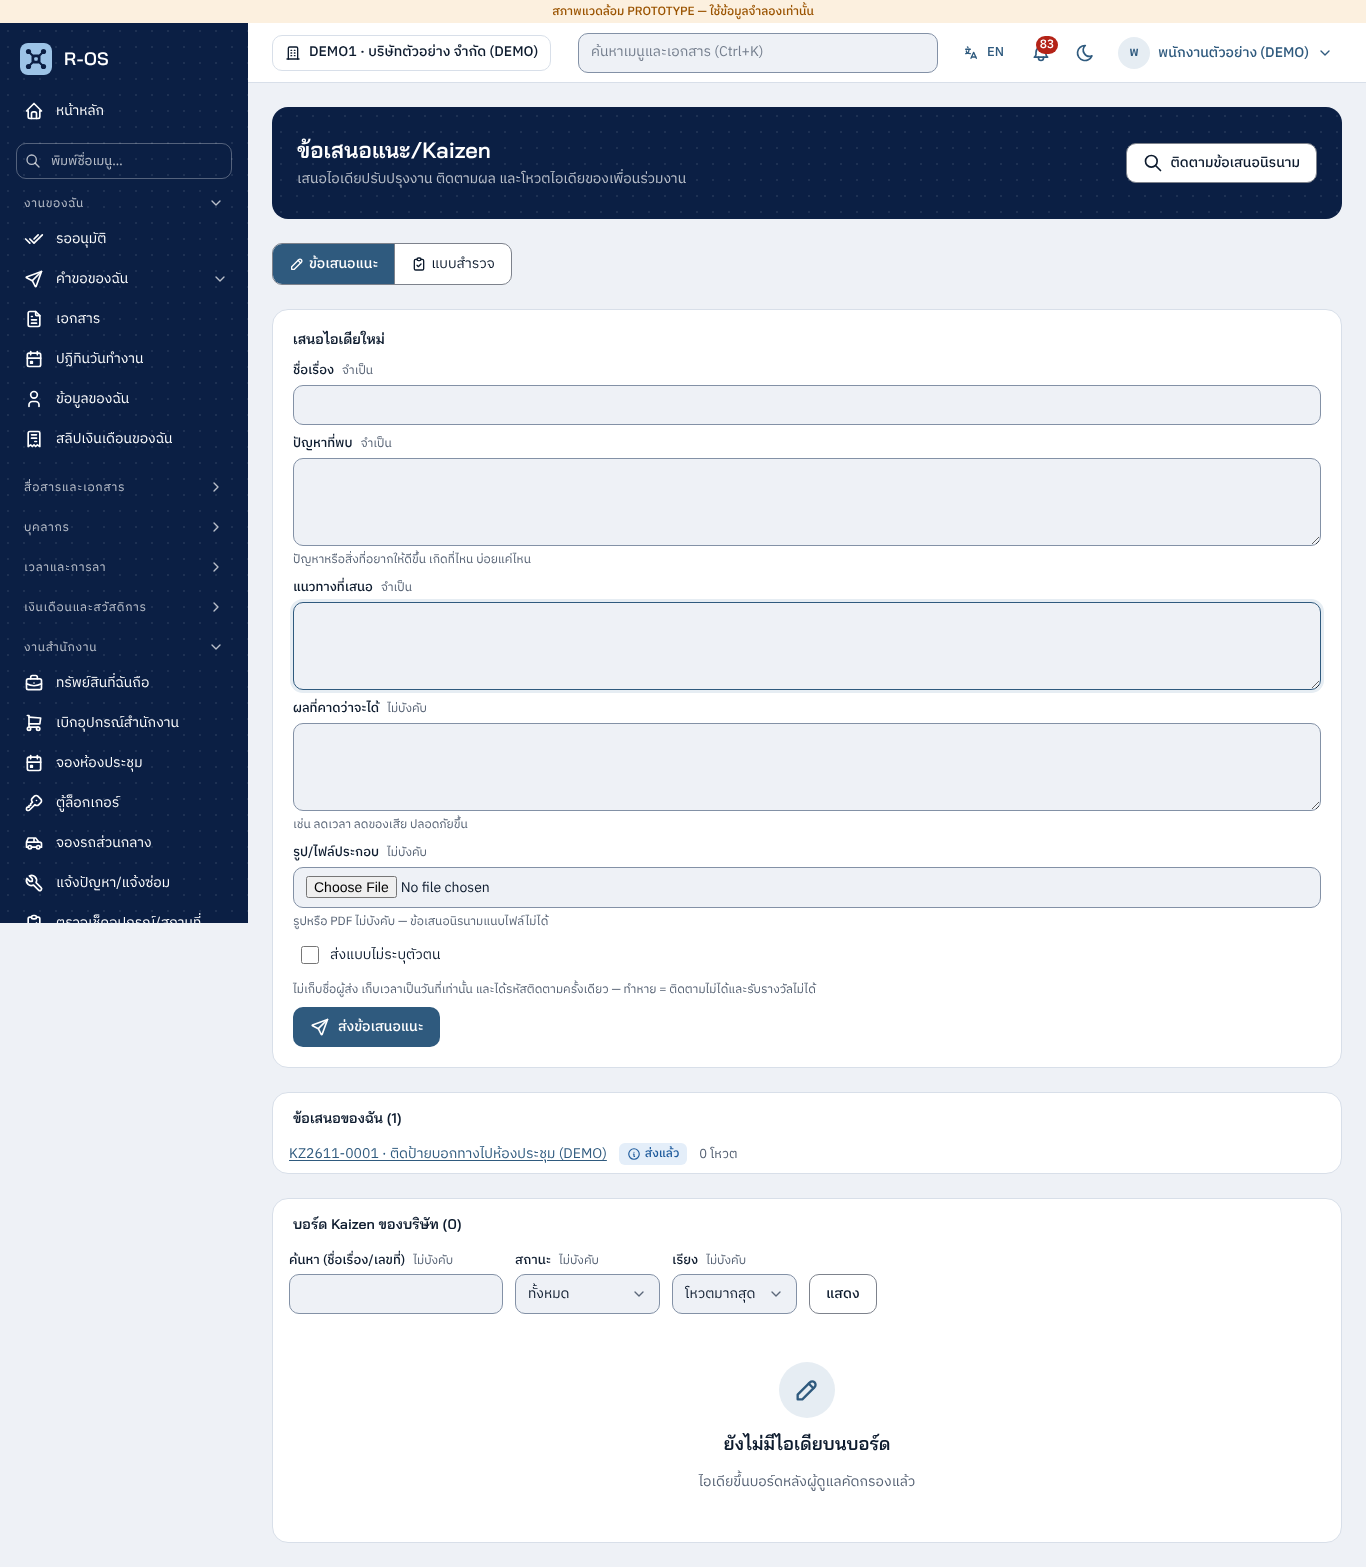 สภาพแวดล้อม PROTOTYPE — ใช้ข้อมูลจำลองเท่านั้น
R-OS
DEMO1 · บริษัทตัวอย่าง จำกัด (DEMO)
ค้นหาเมนูและเอกสาร (Ctrl+K)
EN
83
พ
พนักงานตัวอย่าง (DEMO)
หน้าหลัก
พิมพ์ชื่อเมนู...
งานของฉัน
รออนุมัติ
คำขอของฉัน
เอกสาร
ปฏิทินวันทำงาน
ข้อมูลของฉัน
สลิปเงินเดือนของฉัน
สื่อสารและเอกสาร
บุคลากร
เวลาและการลา
เงินเดือนและสวัสดิการ
งานสำนักงาน
ทรัพย์สินที่ฉันถือ
เบิกอุปกรณ์สำนักงาน
จองห้องประชุม
ตู้ล็อกเกอร์
จองรถส่วนกลาง
แจ้งปัญหา/แจ้งซ่อม
ตรวจเช็คอุปกรณ์/สถานที่
ข้อเสนอแนะ/Kaizen
เสนอไอเดียปรับปรุงงาน ติดตามผล และโหวตไอเดียของเพื่อนร่วมงาน
ติดตามข้อเสนอนิรนาม
ข้อเสนอแนะ
แบบสำรวจ
เสนอไอเดียใหม่
ชื่อเรื่อง จำเป็น
ปัญหาที่พบ จำเป็น
ปัญหาหรือสิ่งที่อยากให้ดีขึ้น เกิดที่ไหน บ่อยแค่ไหน
แนวทางที่เสนอ จำเป็น
ผลที่คาดว่าจะได้ ไม่บังคับ
เช่น ลดเวลา ลดของเสีย ปลอดภัยขึ้น
รูป/ไฟล์ประกอบ ไม่บังคับ
Choose File No file chosen
รูปหรือ PDF ไม่บังคับ — ข้อเสนอนิรนามแนบไฟล์ไม่ได้
ส่งแบบไม่ระบุตัวตน
ไม่เก็บชื่อผู้ส่ง เก็บเวลาเป็นวันที่เท่านั้น และได้รหัสติดตามครั้งเดียว — ทำหาย = ติดตามไม่ได้และรับรางวัลไม่ได้
ส่งข้อเสนอแนะ
ข้อเสนอของฉัน (1)
KZ2611-0001 · ติดป้ายบอกทางไปห้องประชุม (DEMO) ส่งแล้ว 0 โหวต
บอร์ด Kaizen ของบริษัท (0)
ค้นหา (ชื่อเรื่อง/เลขที่) ไม่บังคับ
สถานะ ไม่บังคับ
เรียง ไม่บังคับ
ทั้งหมด
โหวตมากสุด
แสดง
ยังไม่มีไอเดียบนบอร์ด
ไอเดียขึ้นบอร์ดหลังผู้ดูแลคัดกรองแล้ว